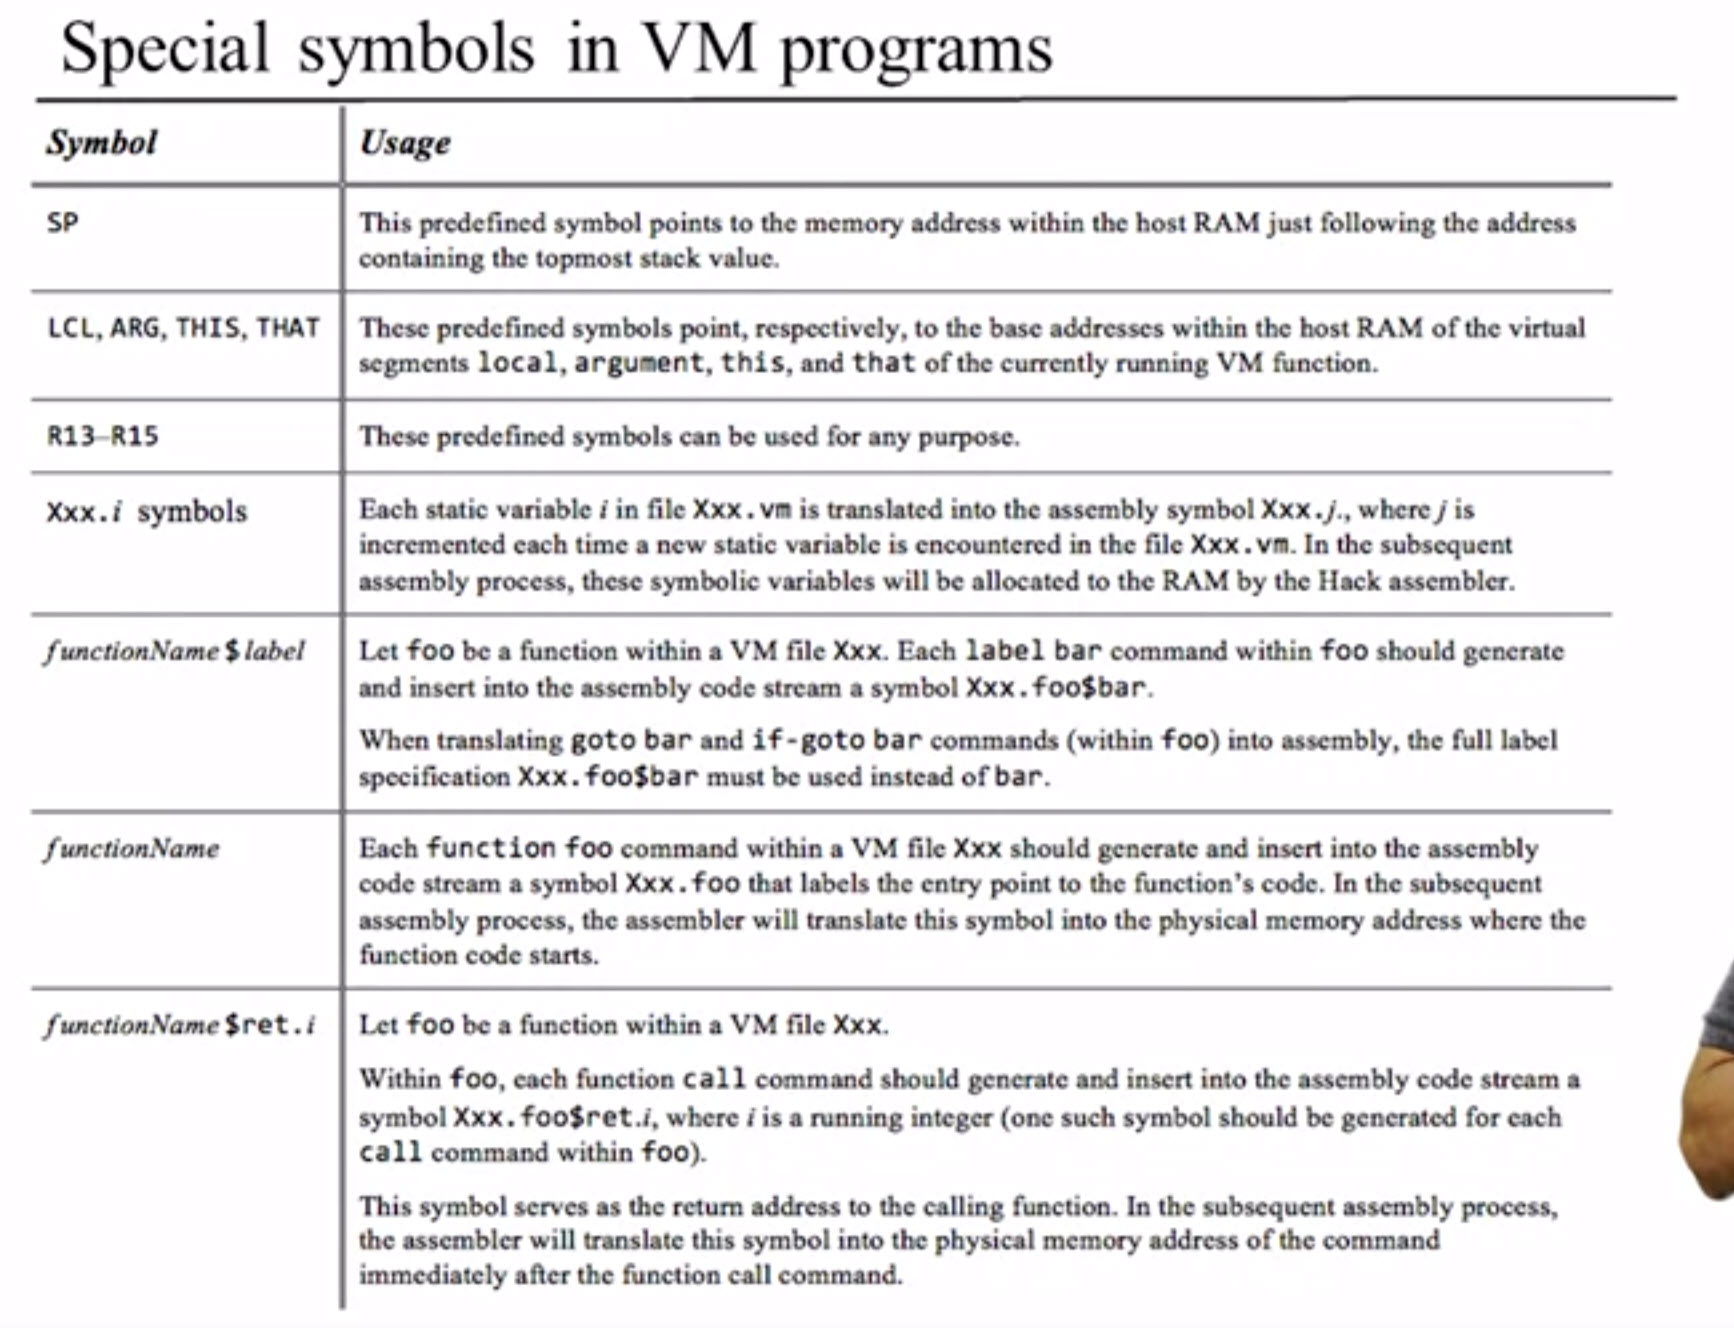 Special symbols in VM programs
Symbol
Usage
SP
This predefined symbol points to the memory address within the host RAM just following the address
containing the topmost stack value.
LCL, ARG, THIS, THAT
These predefined symbols point, respectively, to the base addresses within the host RAM of the virtual
segments local, argument, this, and that of the currently running VM function.
R13–R15
These predefined symbols can be used for any purpose.
Xxx.i symbols
Each static variable i in file Xxx.vm is translated into the assembly symbol Xxx.j., where j is
incremented each time a new static variable is encountered in the file Xxx.vm. In the subsequent
assembly process, these symbolic variables will be allocated to the RAM by the Hack assembler.
functionName$label
Let foo be a function within a VM file Xxx. Each label bar command within foo should generate
and insert into the assembly code stream a symbol Xxx.foo$bar.
When translating goto bar and if-goto bar commands (within foo) into assembly, the full label
specification Xxx.foo$bar must be used instead of bar.
functionName
Each function foo command within a VM file Xxx should generate and insert into the assembly
code stream a symbol Xxx.foo that labels the entry point to the function's code. In the subsequent
assembly process, the assembler will translate this symbol into the physical memory address where the
function code starts.
functionName$ret.i
Let foo be a function within a VM file Xxx.
Within foo, each function call command should generate and insert into the assembly code stream a
symbol Xxx.foo$ret.i, where i is a running integer (one such symbol should be generated for each
call command within foo).
This symbol serves as the return address to the calling function. In the subsequent assembly process,
the assembler will translate this symbol into the physical memory address of the command
immediately after the function call command.